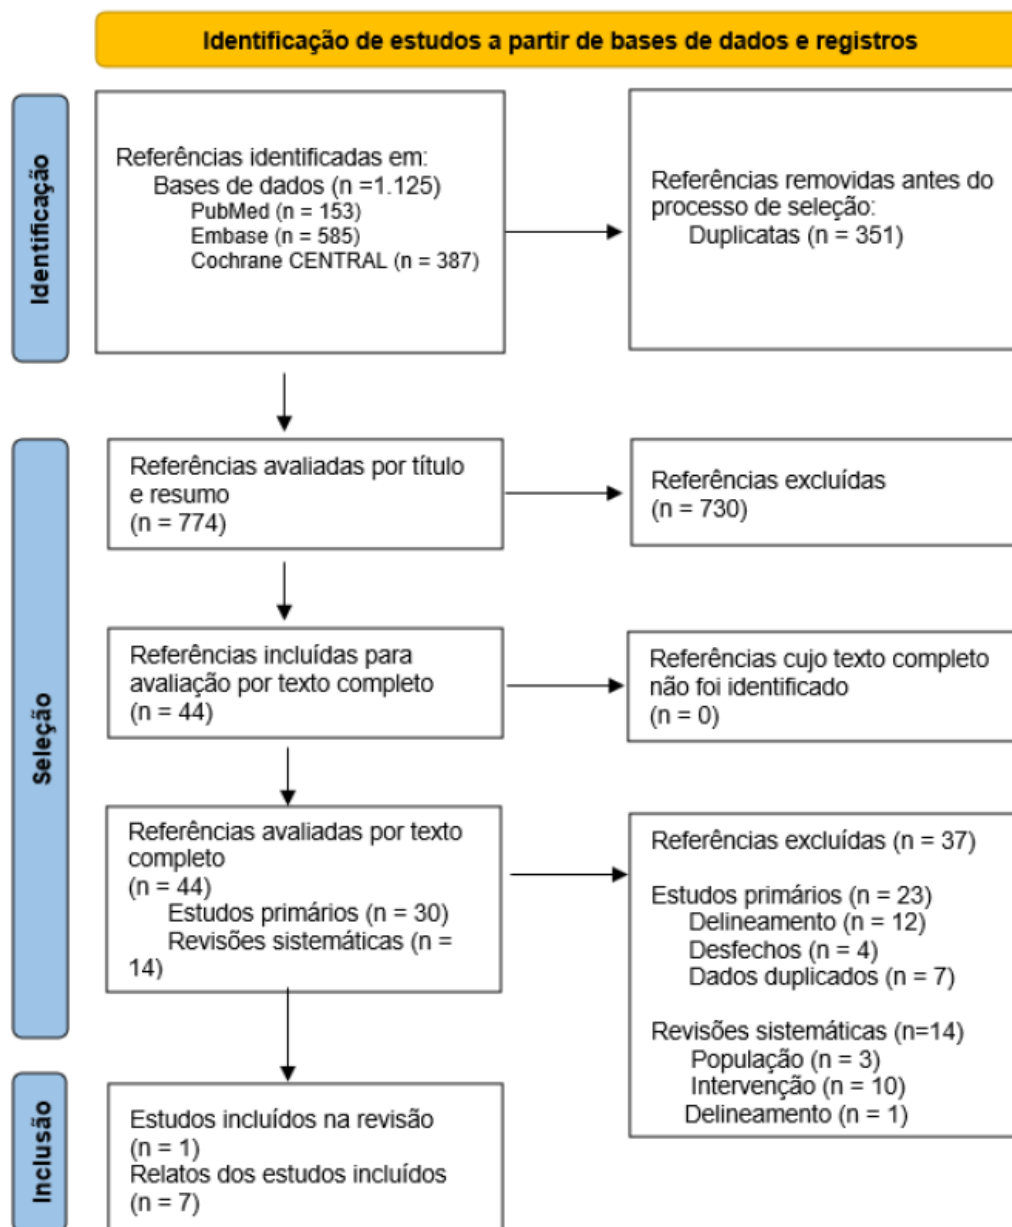 Identificação de estudos a partir de bases de dados e registros
Identificação
Referências identificadas em:
Bases de dados (n =1.125)
PubMed (n = 153)
Embase (n = 585)
Cochrane CENTRAL (n = 387)
Referências removidas antes do
processo de seleção:
Duplicatas (n = 351)
Seleção
Referências avaliadas por título
e resumo
(n = 774)
Referências excluídas
(n = 730)
Referências incluídas para
avaliação por texto completo
(n = 44)
Referências cujo texto completo
não foi identificado
(n = 0)
Referências avaliadas por texto
completo
(n = 44)
Estudos primários (n = 30)
Revisões sistemáticas (n =
14)
Referências excluídas (n = 37)
Estudos primários (n = 23)
Delineamento (n = 12)
Desfechos (n = 4)
Dados duplicados (n = 7)
Revisões sistemáticas (n=14)
População (n = 3)
Intervenção (n = 10)
Delineamento (n = 1)
Inclusão
Estudos incluídos na revisão
(n = 1)
Relatos dos estudos incluídos
(n = 7)